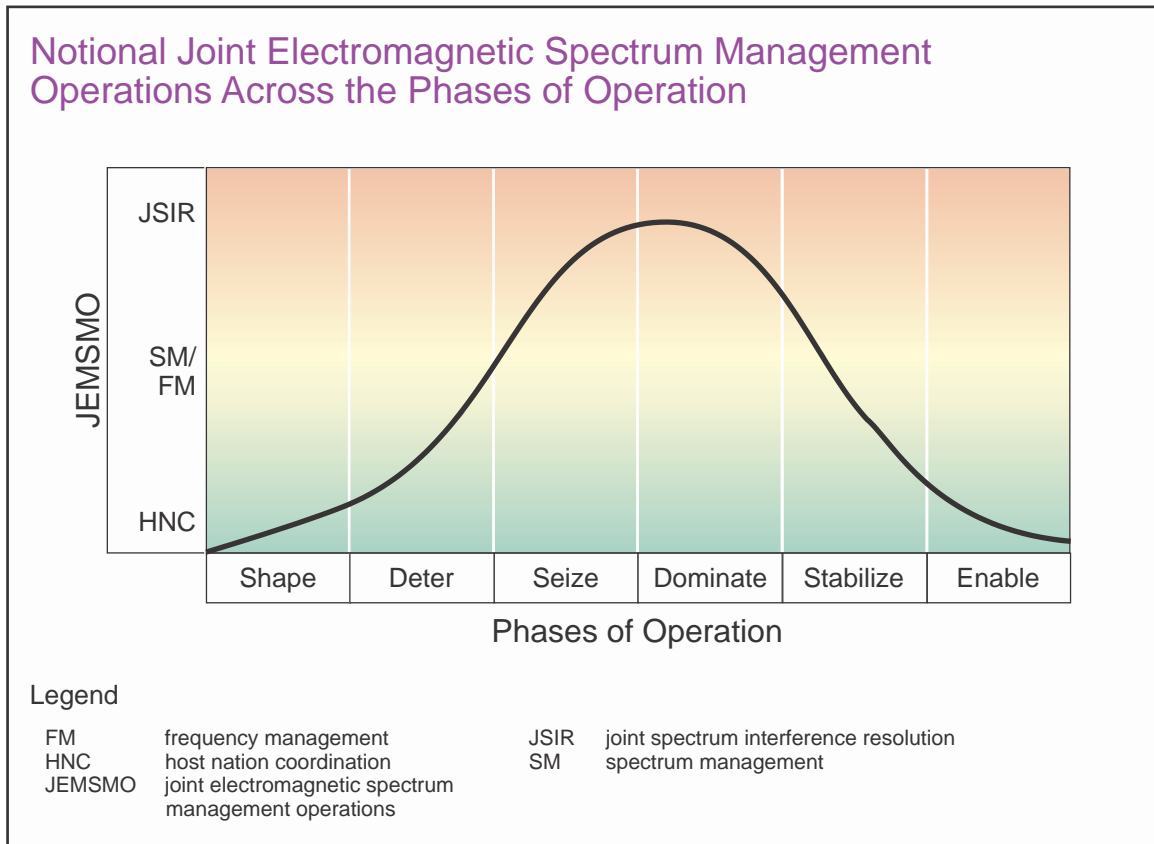 Notional Joint Electromagnetic Spectrum Management
Operations Across the Phases of Operation
JEMSMO
JSIR
SM/
FM
HNC
Shape Deter Seize Dominate Stabilize Enable
Phases of Operation
Legend
FM frequency management
HNC host nation coordination
JEMSMO joint electromagnetic spectrum
management operations
JSIR joint spectrum interference resolution
SM spectrum management